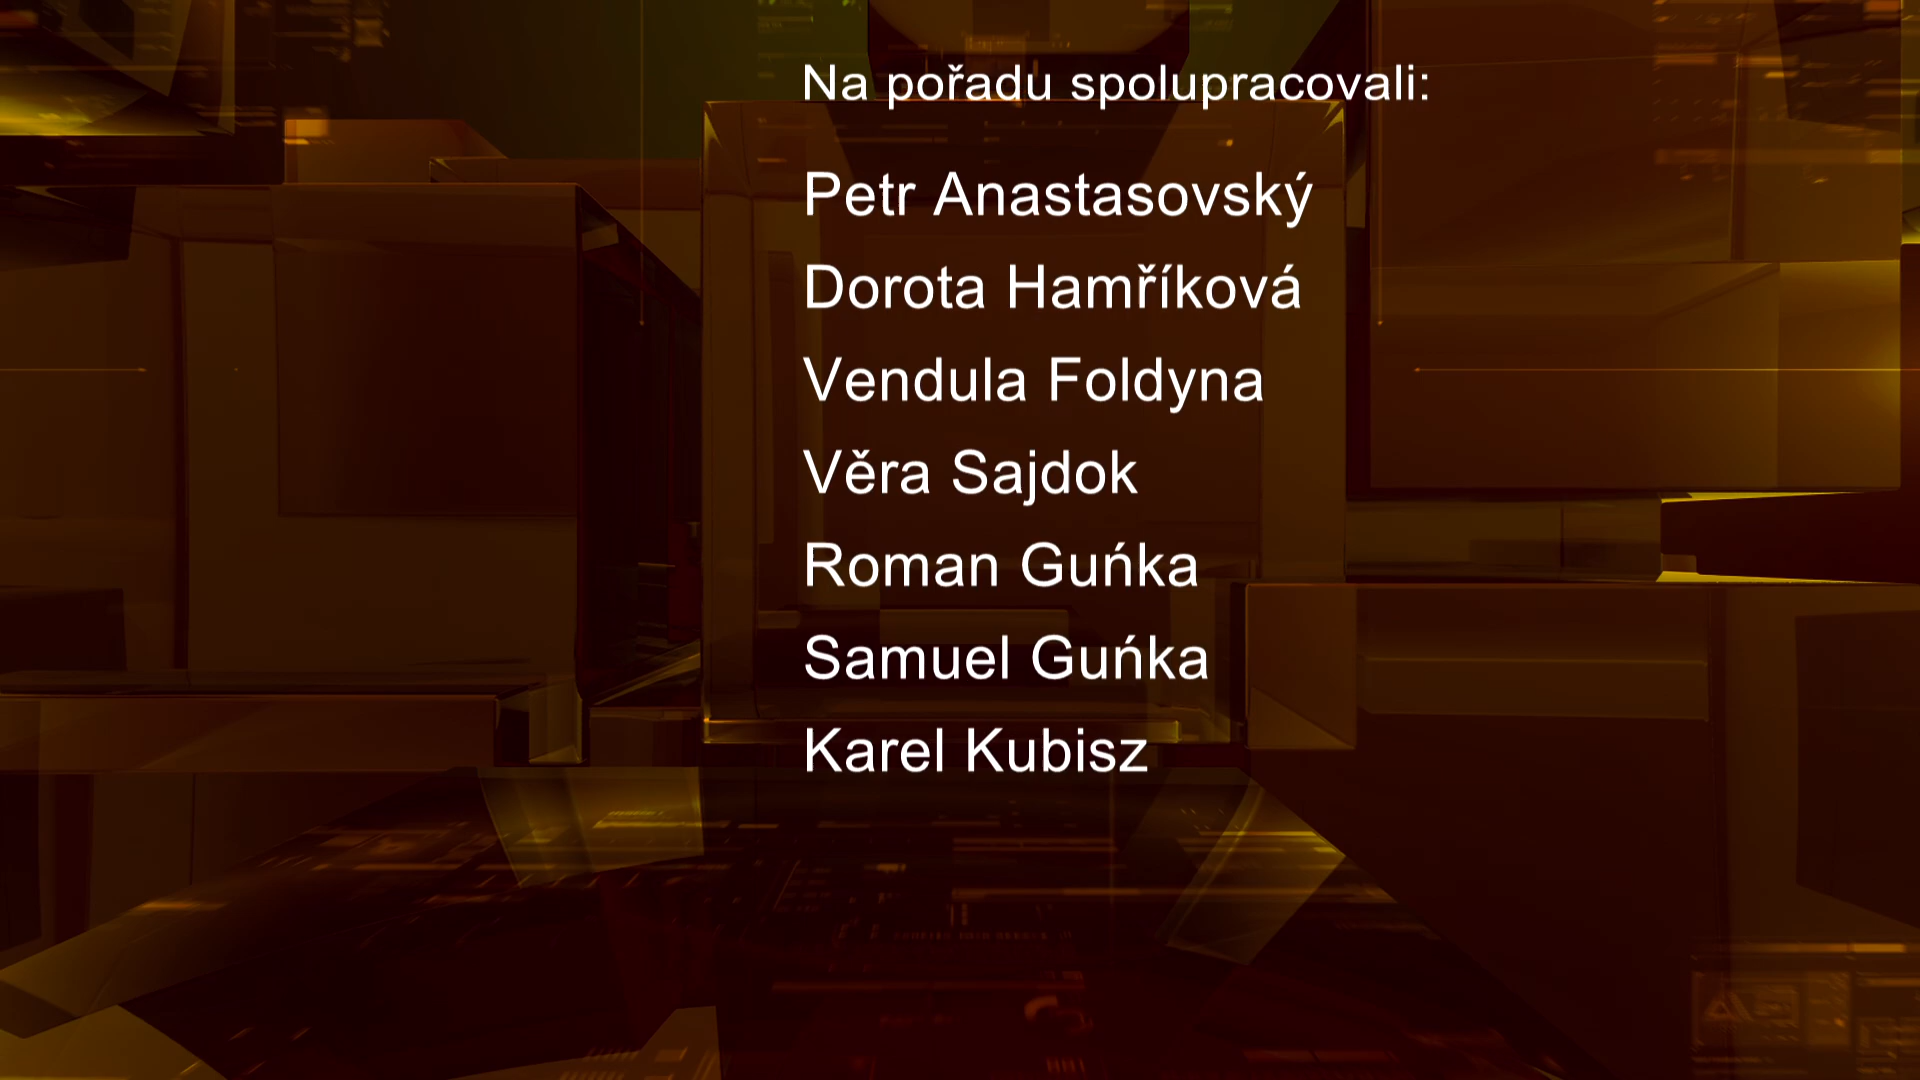 Na pořadu spolupracovali:
Petr Anastasovský
Dorota Hamříková
Vendula Foldyna
Věra Sajdok
Roman Guńka
Samuel Guńka
Karel Kubisz